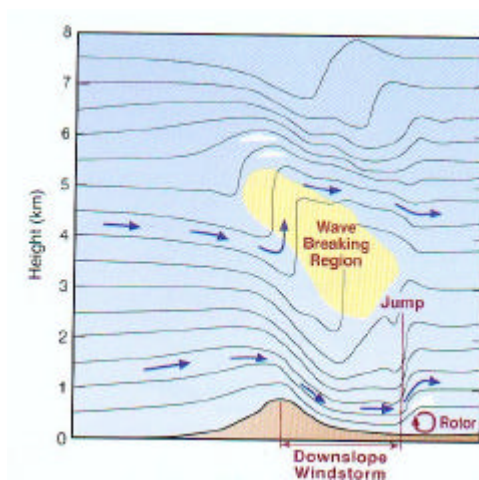 8
7
6
5
4
3
2
1
0
Height (km)
Wave
Breaking
Region
Jump
Rotor
Downslope
Windstorm